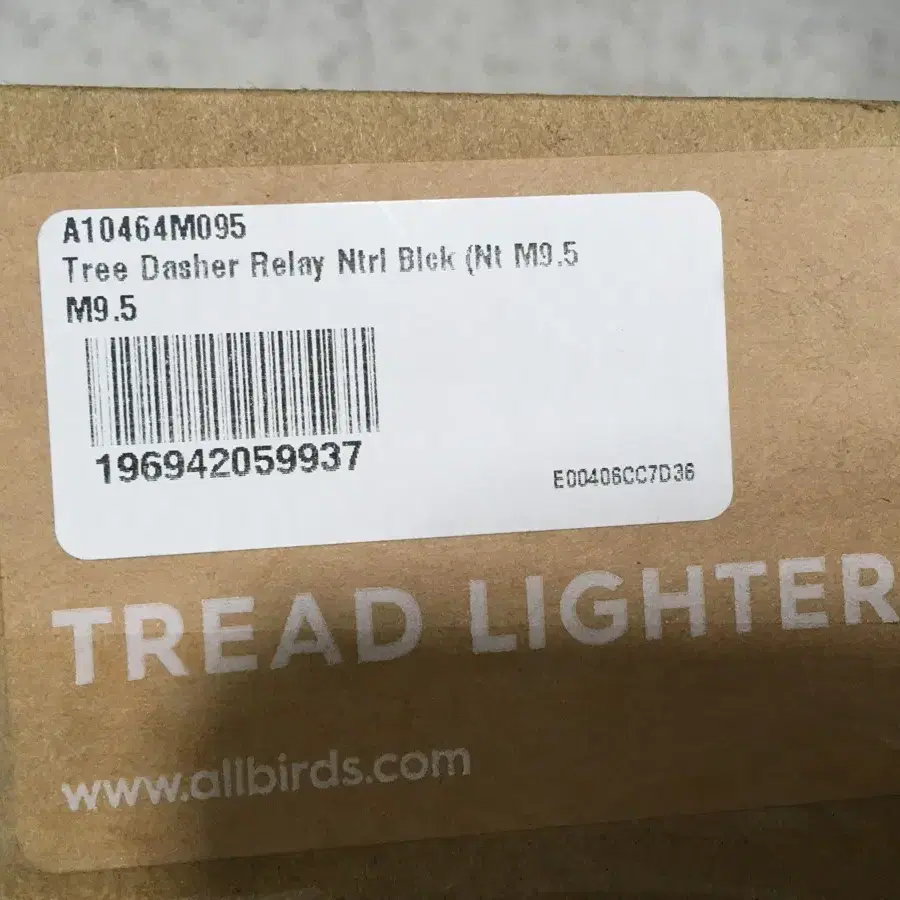 A10464M095
Tree Dasher Relay Ntrl Blck (Nt M9.5
M9.5
196942059937
E00406CC7D36
TREAD LIGHTER
www.allbirds.com